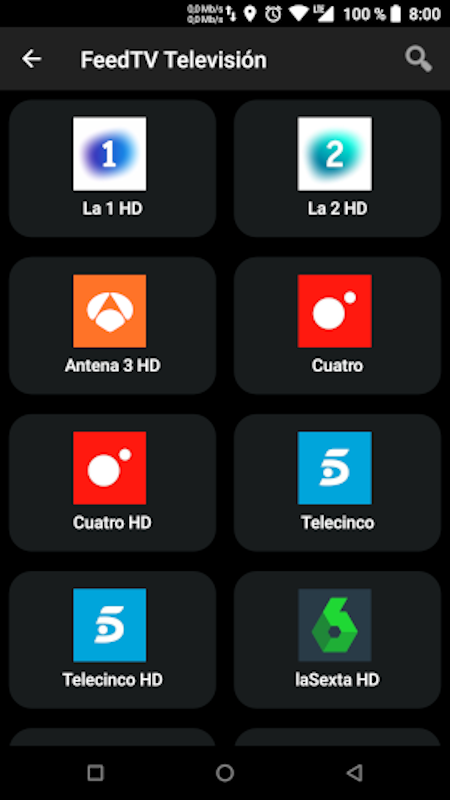 0,0 Mb/s
0,0 Mb/s
LTE
100 %
8:00
FeedTV Televisión
1
La 1 HD
2
La 2 HD
Antena 3 HD
Cuatro
Cuatro HD
5
Telecinco
5
Telecinco HD
6
laSexta HD